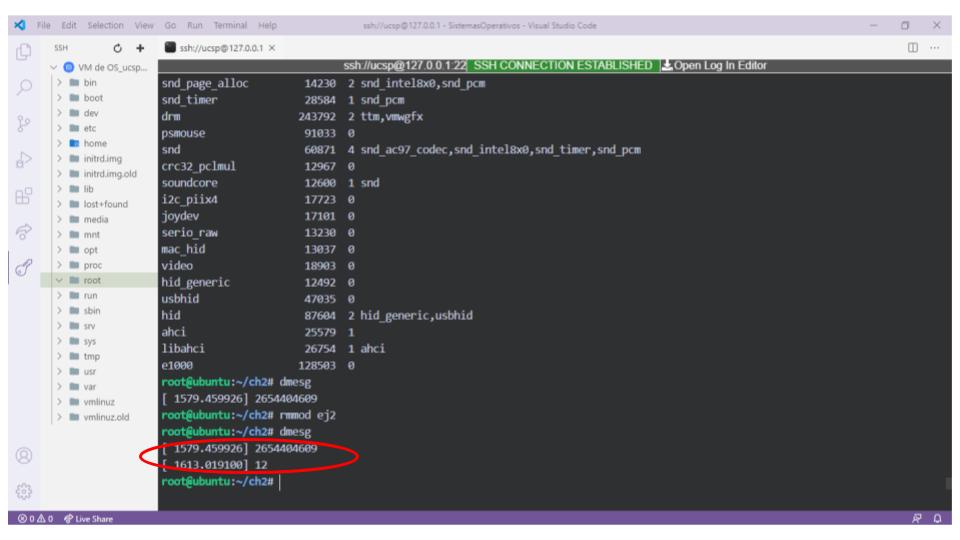 File Edit Selection View Go Run Terminal Help
ssh://ucsp@127.0.0.1 - SistemasOperativos - Visual Studio Code
SSH
ssh://ucsp@127.0.0.1
VM de OS_ucsp...
bin
boot
dev
etc
home
initrd.img
initrd.img.old
lib
lost+found
media
mnt
opt
proc
root
run
sbin
srv
sys
tmp
usr
var
vmlinuz
vmlinuz.old
ssh://ucsp@127.0.0.1:22 SSH CONNECTION ESTABLISHED Open Log In Editor
snd_page_alloc 14230 2 snd_intel8x0,snd_pcm
snd_timer 28584 1 snd_pcm
drm 243792 2 ttm,vmwgfx
psmouse 91033 0
snd 60871 4 snd_ac97_codec,snd_intel8x0,snd_timer,snd_pcm
crc32_pclmul 12967 0
soundcore 12600 1 snd
i2c_piix4 17723 0
joydev 17101 0
serio_raw 13230 0
mac_hid 13037 0
video 18903 0
hid_generic 12492 0
usbhid 47035 0
hid 87604 2 hid_generic,usbhid
ahci 25579 1
libahci 26754 1 ahci
e1000 128503 0
root@ubuntu:~/ch2# dmesg
[ 1579.459926] 2654404609
root@ubuntu:~/ch2# rmmod ej2
root@ubuntu:~/ch2# dmesg
[ 1579.459926] 2654404609
[ 1613.019100] 12
root@ubuntu:~/ch2#
0 0 Live Share